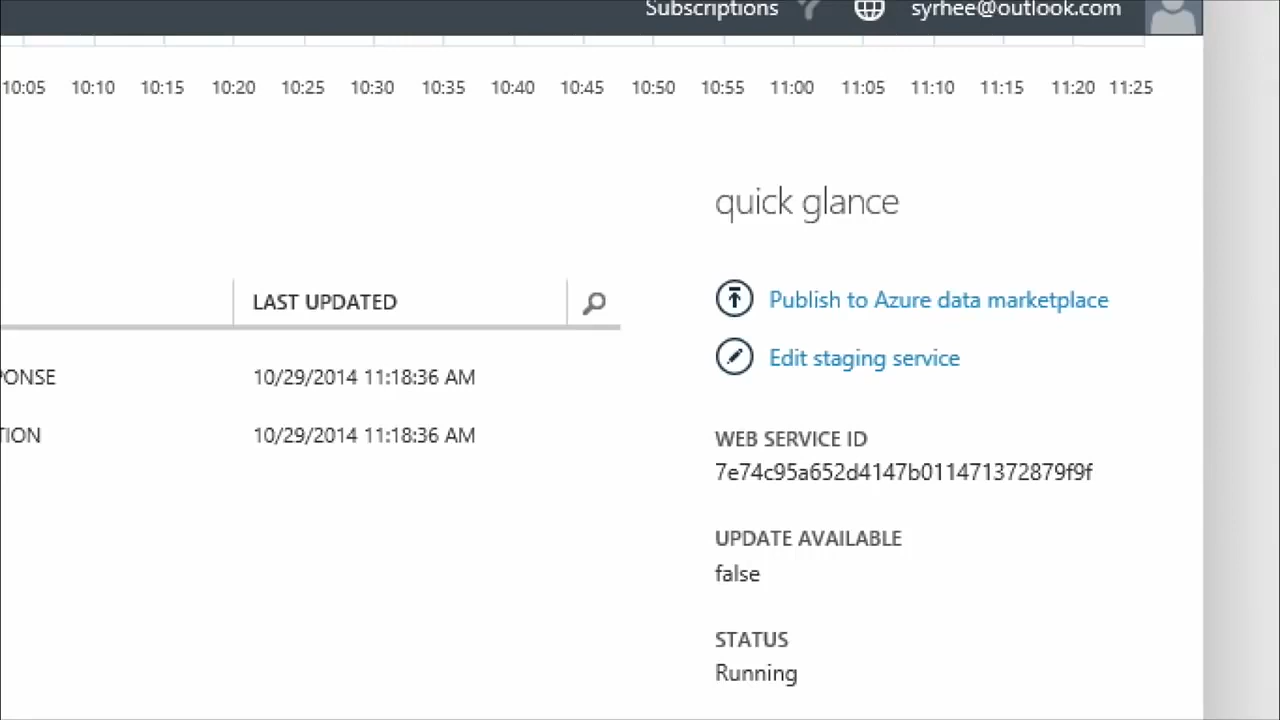 Subscriptions syrhee@outlook.com
10:05 10:10 10:15 10:20 10:25 10:30 10:35 10:40 10:45 10:50 10:55 11:00 11:05 11:10 11:15 11:20 11:25
quick glance
LAST UPDATED
Publish to Azure data marketplace
Edit staging service
PONSE 10/29/2014 11:18:36 AM
TION 10/29/2014 11:18:36 AM
WEB SERVICE ID
7e74c95a652d4147b011471372879f9f
UPDATE AVAILABLE
false
STATUS
Running